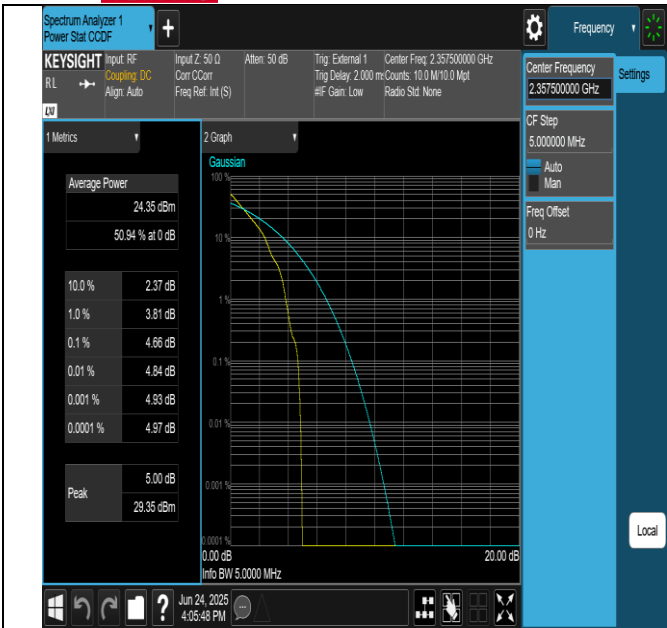 Spectrum Analyzer 1
Power Stat CCDF
+
Frequency
KEYSIGHT
RL
LXI
Input: RF
Coupling: DC
Align: Auto
Input Z: 50 Ω
Corr CCorr
Freq Ref: Int (S)
Atten: 50 dB
Trig: External 1
Trig Delay: 2.000 m
#IF Gain: Low
Center Freq: 2.357500000 GHz
Counts: 10.0 M/10.0 Mpt
Radio Std: None
Center Frequency
2.357500000 GHz
Settings
CF Step
5.000000 MHz
Auto
Man
Freq Offset
0 Hz
1 Metrics
Average Power
24.35 dBm
50.94 % at 0 dB
10.0 % 2.37 dB
1.0 % 3.81 dB
0.1 % 4.66 dB
0.01 % 4.84 dB
0.001 % 4.93 dB
0.0001 % 4.97 dB
Peak
5.00 dB
29.35 dBm
2 Graph
Gaussian
100 %
10 %
1 %
0.1 %
0.01 %
0.001 %
0.0001 %
0.00 dB 20.00 dB
Info BW 5.0000 MHz
Local
?
Jun 24, 2025
4:05:48 PM